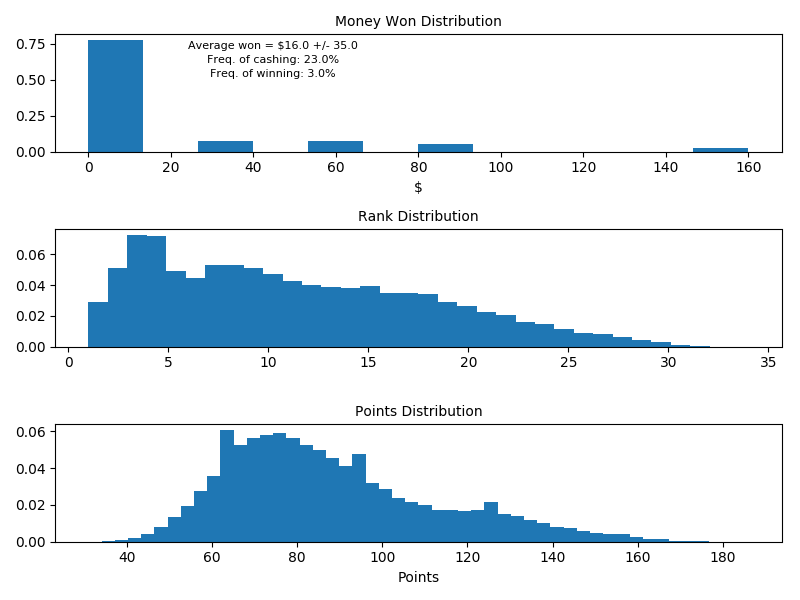 Money Won Distribution
Average won = $16.0 +/- 35.0
Freq. of cashing: 23.0%
Freq. of winning: 3.0%
0.75
0.50
0.25
0.00
0 20 40 60 80 100 120 140 160
$
Rank Distribution
0.06
0.04
0.02
0.00
0 5 10 15 20 25 30 35
Points Distribution
0.06
0.04
0.02
0.00
40 60 80 100 120 140 160 180
Points